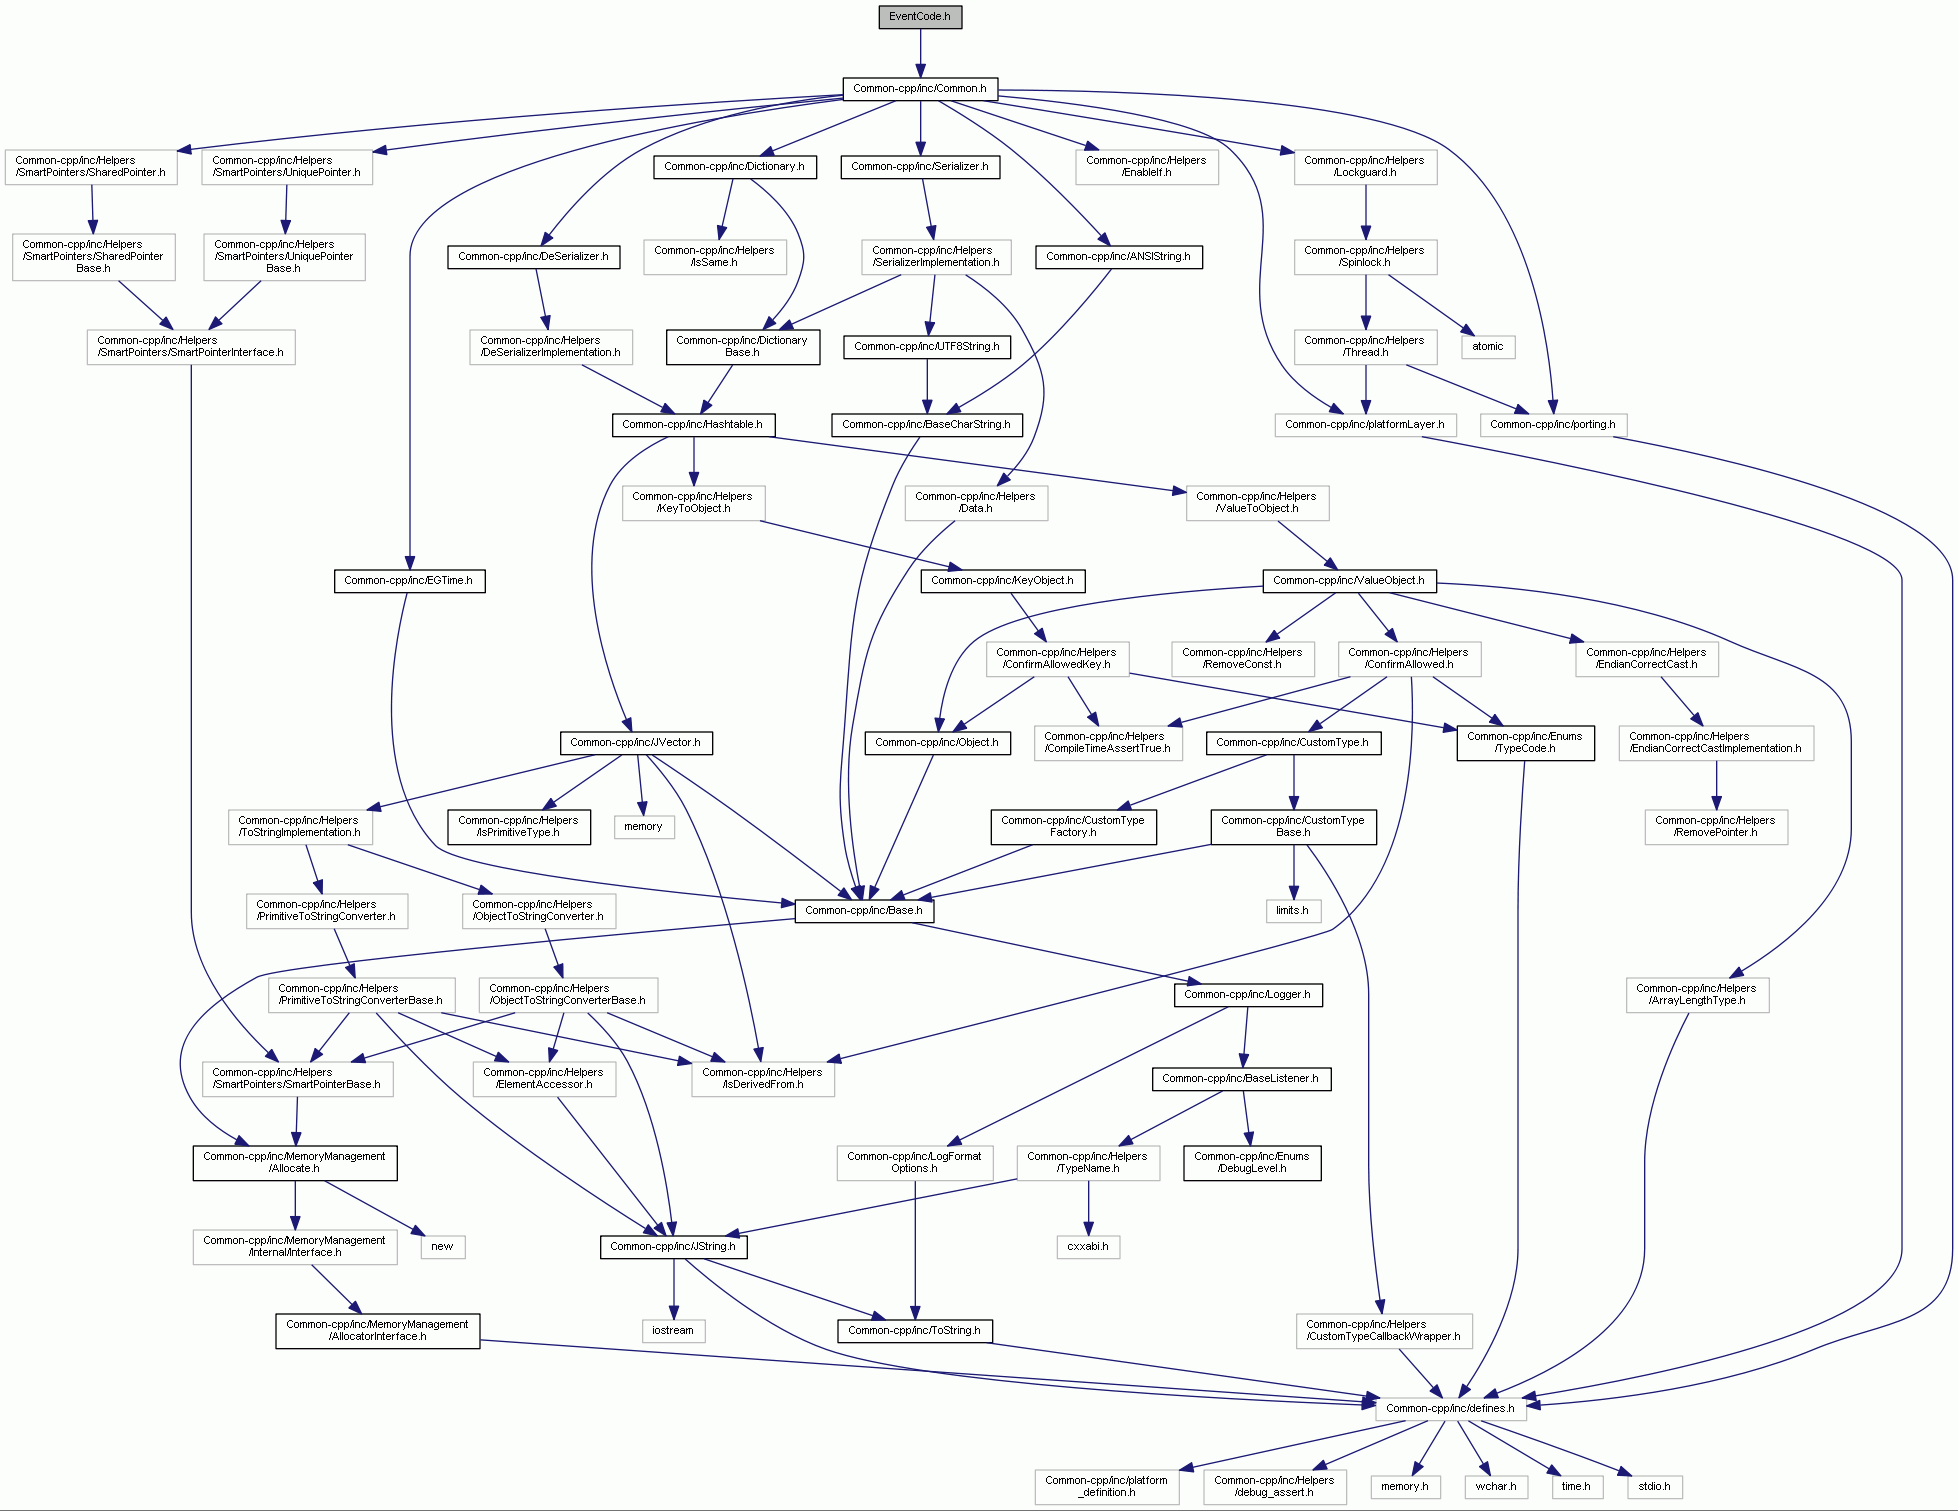 EventCode.h
Common-cpp/inc/Common.h
Common-cpp/inc/Helpers
/SmartPointers/SharedPointer.h
Common-cpp/inc/Helpers
/SmartPointers/UniquePointer.h
Common-cpp/inc/Dictionary.h
Common-cpp/inc/Serializer.h
Common-cpp/inc/Helpers
/EnableIf.h
Common-cpp/inc/Helpers
/Lockguard.h
Common-cpp/inc/Helpers
/SmartPointers/SharedPointer
Base.h
Common-cpp/inc/Helpers
/SmartPointers/UniquePointer
Base.h
Common-cpp/inc/DeSerializer.h
Common-cpp/inc/Helpers
/IsSame.h
Common-cpp/inc/Helpers
/SerializerImplementation.h
Common-cpp/inc/ANSIString.h
Common-cpp/inc/Helpers
/Spinlock.h
Common-cpp/inc/Helpers
/SmartPointers/SmartPointerInterface.h
Common-cpp/inc/Helpers
/DeSerializerImplementation.h
Common-cpp/inc/Dictionary
Base.h
Common-cpp/inc/UTF8String.h
Common-cpp/inc/Helpers
/Thread.h
atomic
Common-cpp/inc/Hashtable.h
Common-cpp/inc/BaseCharString.h
Common-cpp/inc/platformLayer.h
Common-cpp/inc/porting.h
Common-cpp/inc/Helpers
/KeyToObject.h
Common-cpp/inc/Helpers
/Data.h
Common-cpp/inc/Helpers
/ValueToObject.h
Common-cpp/inc/EGTime.h
Common-cpp/inc/KeyObject.h
Common-cpp/inc/ValueObject.h
Common-cpp/inc/Helpers
/ConfirmAllowedKey.h
Common-cpp/inc/Helpers
/RemoveConst.h
Common-cpp/inc/Helpers
/ConfirmAllowed.h
Common-cpp/inc/Helpers
/EndianCorrectCast.h
Common-cpp/inc/JVector.h
Common-cpp/inc/Object.h
Common-cpp/inc/Helpers
/CompileTimeAssertTrue.h
Common-cpp/inc/CustomType.h
Common-cpp/inc/Enums
/TypeCode.h
Common-cpp/inc/Helpers
/EndianCorrectCastImplementation.h
Common-cpp/inc/Helpers
/ToStringImplementation.h
Common-cpp/inc/Helpers
/IsPrimitiveType.h
memory
Common-cpp/inc/CustomType
Factory.h
Common-cpp/inc/CustomType
Base.h
Common-cpp/inc/Helpers
/RemovePointer.h
Common-cpp/inc/Helpers
/PrimitiveToStringConverter.h
Common-cpp/inc/Helpers
/ObjectToStringConverter.h
Common-cpp/inc/Base.h
limits.h
Common-cpp/inc/Helpers
/PrimitiveToStringConverterBase.h
Common-cpp/inc/Helpers
/ObjectToStringConverterBase.h
Common-cpp/inc/Logger.h
Common-cpp/inc/Helpers
/ArrayLengthType.h
Common-cpp/inc/Helpers
/SmartPointers/SmartPointerBase.h
Common-cpp/inc/Helpers
/ElementAccessor.h
Common-cpp/inc/Helpers
/IsDerivedFrom.h
Common-cpp/inc/BaseListener.h
Common-cpp/inc/MemoryManagement
/Allocate.h
Common-cpp/inc/LogFormat
Options.h
Common-cpp/inc/Helpers
/TypeName.h
Common-cpp/inc/Enums
/DebugLevel.h
Common-cpp/inc/MemoryManagement
/Internal/Interface.h
new
Common-cpp/inc/JString.h
cxxabi.h
Common-cpp/inc/MemoryManagement
/AllocatorInterface.h
iostream
Common-cpp/inc/ToString.h
Common-cpp/inc/Helpers
/CustomTypeCallbackWrapper.h
Common-cpp/inc/defines.h
Common-cpp/inc/platform
_definition.h
Common-cpp/inc/Helpers
/debug_assert.h
memory.h
wchar.h
time.h
stdio.h